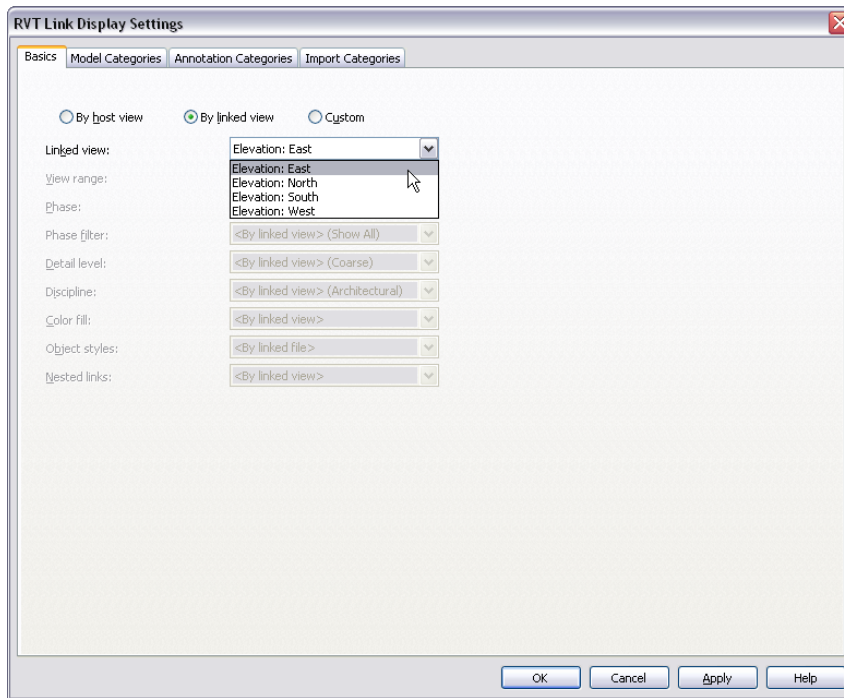 RVT Link Display Settings
Basics Model Categories Annotation Categories Import Categories
By host view By linked view Custom
Linked view: Elevation: East
Elevation: East
View range:
Elevation: North
Elevation: South
Phase:
Elevation: West
Phase filter: <By linked view> (Show All)
Detail level: <By linked view> (Coarse)
Discipline: <By linked view> (Architectural)
Color fill: <By linked view>
Object styles: <By linked file>
Nested links: <By linked view>
OK Cancel Apply Help